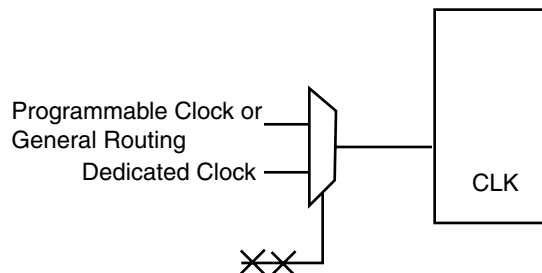 Programmable Clock or
General Routing
Dedicated Clock
CLK